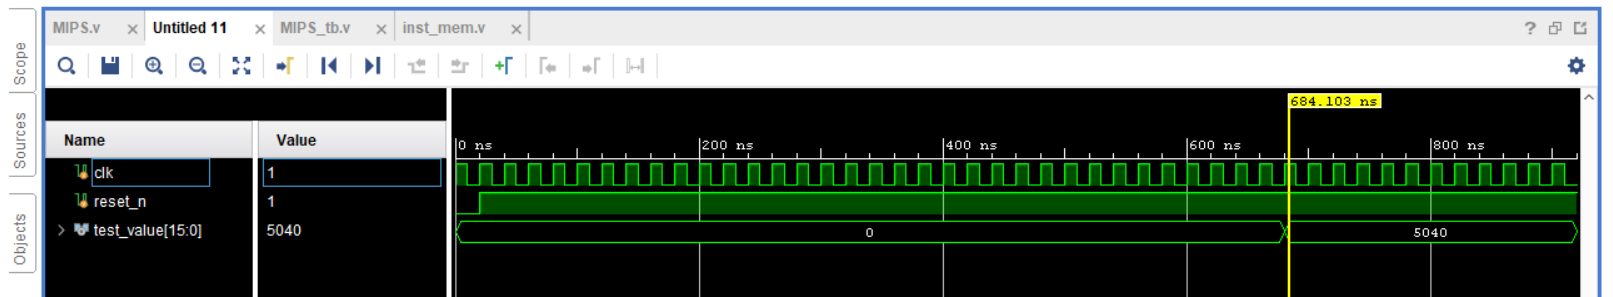 MIPS.v × Untitled 11 × MIPS_tb.v × inst_mem.v ×
?
Scope
Sources
Objects
684.103 ns
Name Value
0 ns 200 ns 400 ns 600 ns 800 ns
clk 1
reset_n 1
test_value[15:0] 5040 0 5040